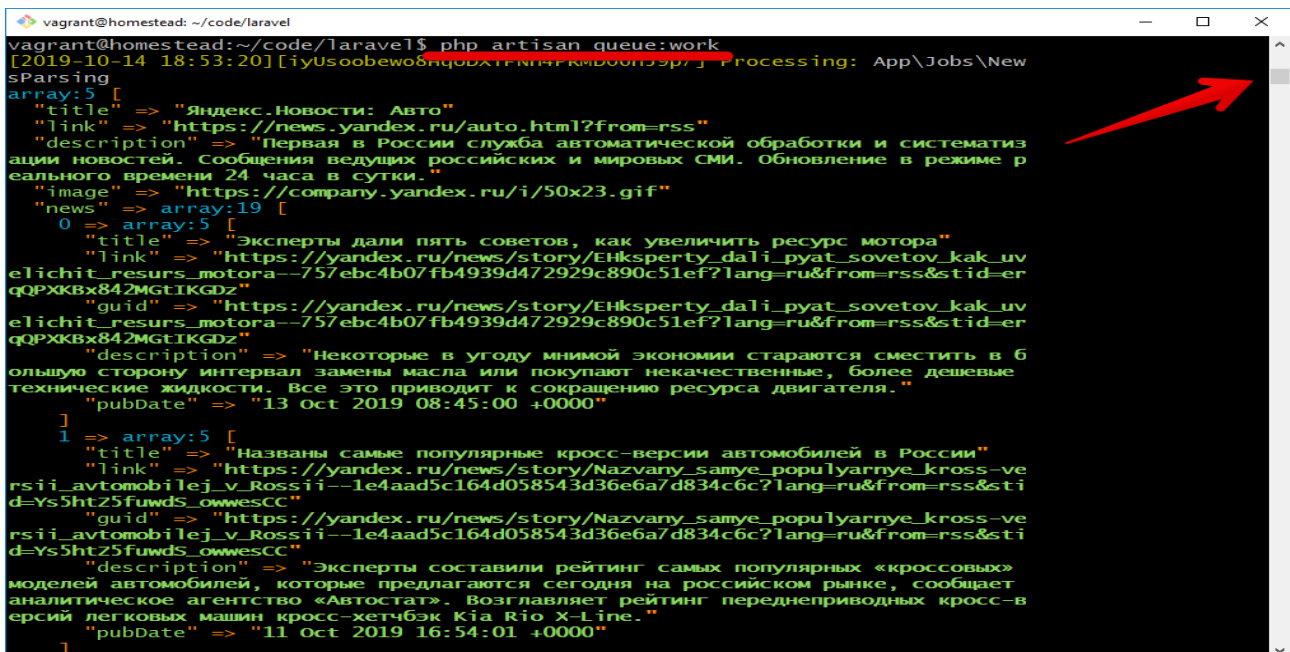 vagrant@homestead: ~/code/laravel
vagrant@homestead:~/code/laravel$ php artisan queue:work
[2019-10-14 18:53:20] Processing: App\Jobs\New
sParsing
array:5 [
"title" => "Яндекс.Новости: Авто"
"link" => "https://news.yandex.ru/auto.html?from=rss"
"description" => "Первая в России служба автоматической обработки и систематиз
ации новостей. Сообщения ведущих российских и мировых СМИ. Обновление в режиме р
еального времени 24 часа в сутки."
"image" => "https://company.yandex.ru/i/50x23.gif"
"news" => array:19 [
0 => array:5 [
"title" => "Эксперты дали пять советов, как увеличить ресурс мотора"
"link" => "https://yandex.ru/news/story/EHksperty_dali_pyat_sovetov_kak_uv
elichit_resurs_motora--757ebc4b07fb4939d472929c890c51ef?lang=ru&from=rss&stid=er
qQPXKBx842MGtIKGDz"
"guid" => "https://yandex.ru/news/story/EHksperty_dali_pyat_sovetov_kak_uv
elichit_resurs_motora--757ebc4b07fb4939d472929c890c51ef?lang=ru&from=rss&stid=er
qQPXKBx842MGtIKGDz"
"description" => "Некоторые в угоду мнимой экономии стараются сместить в б
ольшую сторону интервал замены масла или покупают некачественные, более дешевые
технические жидкости. Все это приводит к сокращению ресурса двигателя."
"pubDate" => "13 Oct 2019 08:45:00 +0000"
]
1 => array:5 [
"title" => "Названы самые популярные кросс-версии автомобилей в России"
"link" => "https://yandex.ru/news/story/Nazvany_samye_populyarnye_kross-ve
rsii_avtomobilej_v_Rossii--1e4aad5c164d058543d36e6a7d834c6c?lang=ru&from=rss&sti
d=Ys5htZ5fuwdS_owwesCC"
"guid" => "https://yandex.ru/news/story/Nazvany_samye_populyarnye_kross-ve
rsii_avtomobilej_v_Rossii--1e4aad5c164d058543d36e6a7d834c6c?lang=ru&from=rss&sti
d=Ys5htZ5fuwdS_owwesCC"
"description" => "Эксперты составили рейтинг самых популярных «кроссовых»
моделей автомобилей, которые предлагаются сегодня на российском рынке, сообщает
аналитическое агентство «Автостат». Возглавляет рейтинг переднеприводных кросс-в
ерсий легковых машин кросс-хетчбэк Kia Rio X-Line."
"pubDate" => "11 Oct 2019 16:54:01 +0000"
]